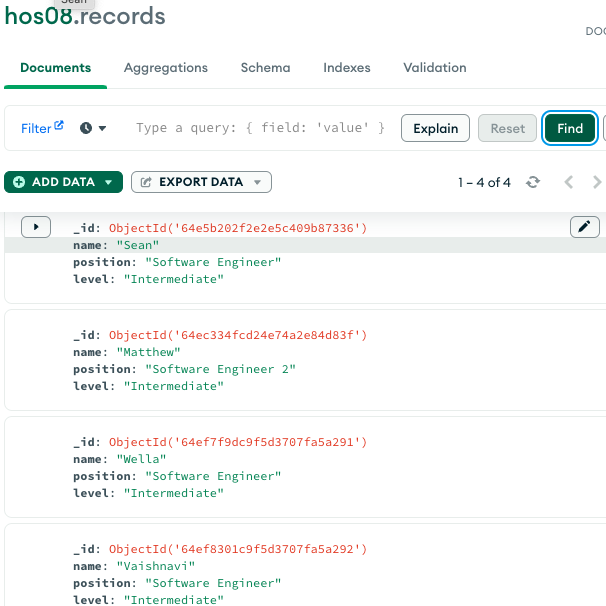 Sean
hos08.records
DOC
Documents Aggregations Schema Indexes Validation
Filter Type a query: { field: 'value' } Explain Reset Find
ADD DATA EXPORT DATA 1 – 4 of 4
_id: ObjectId('64e5b202f2e2e5c409b87336')
name: "Sean"
position: "Software Engineer"
level: "Intermediate"
_id: ObjectId('64ec334fcd24e74a2e84d83f')
name: "Matthew"
position: "Software Engineer 2"
level: "Intermediate"
_id: ObjectId('64ef7f9dc9f5d3707fa5a291')
name: "Wella"
position: "Software Engineer"
level: "Intermediate"
_id: ObjectId('64ef8301c9f5d3707fa5a292')
name: "Vaishnavi"
position: "Software Engineer"
level: "Intermediate"